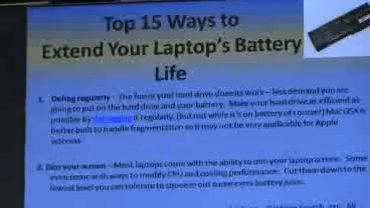 Top 15 Ways to
Extend Your Laptop's Battery
Life
1. Defrag regularly - The faster your hard drive does its work – less demand you are
going to put on the hard drive and your battery. Make your hard drive as efficient as
possible by defragging it regularly. (but not while it's on battery of course!) Mac OSX is
better built to handle fragmentation so it may not be very applicable for Apple
systems.
2. Dim your screen – Most laptops come with the ability to dim your laptop screen. Some
even come with ways to modify CPU and cooling performance. Cut them down to the
lowest level you can tolerate to squeeze out some extra battery juice.